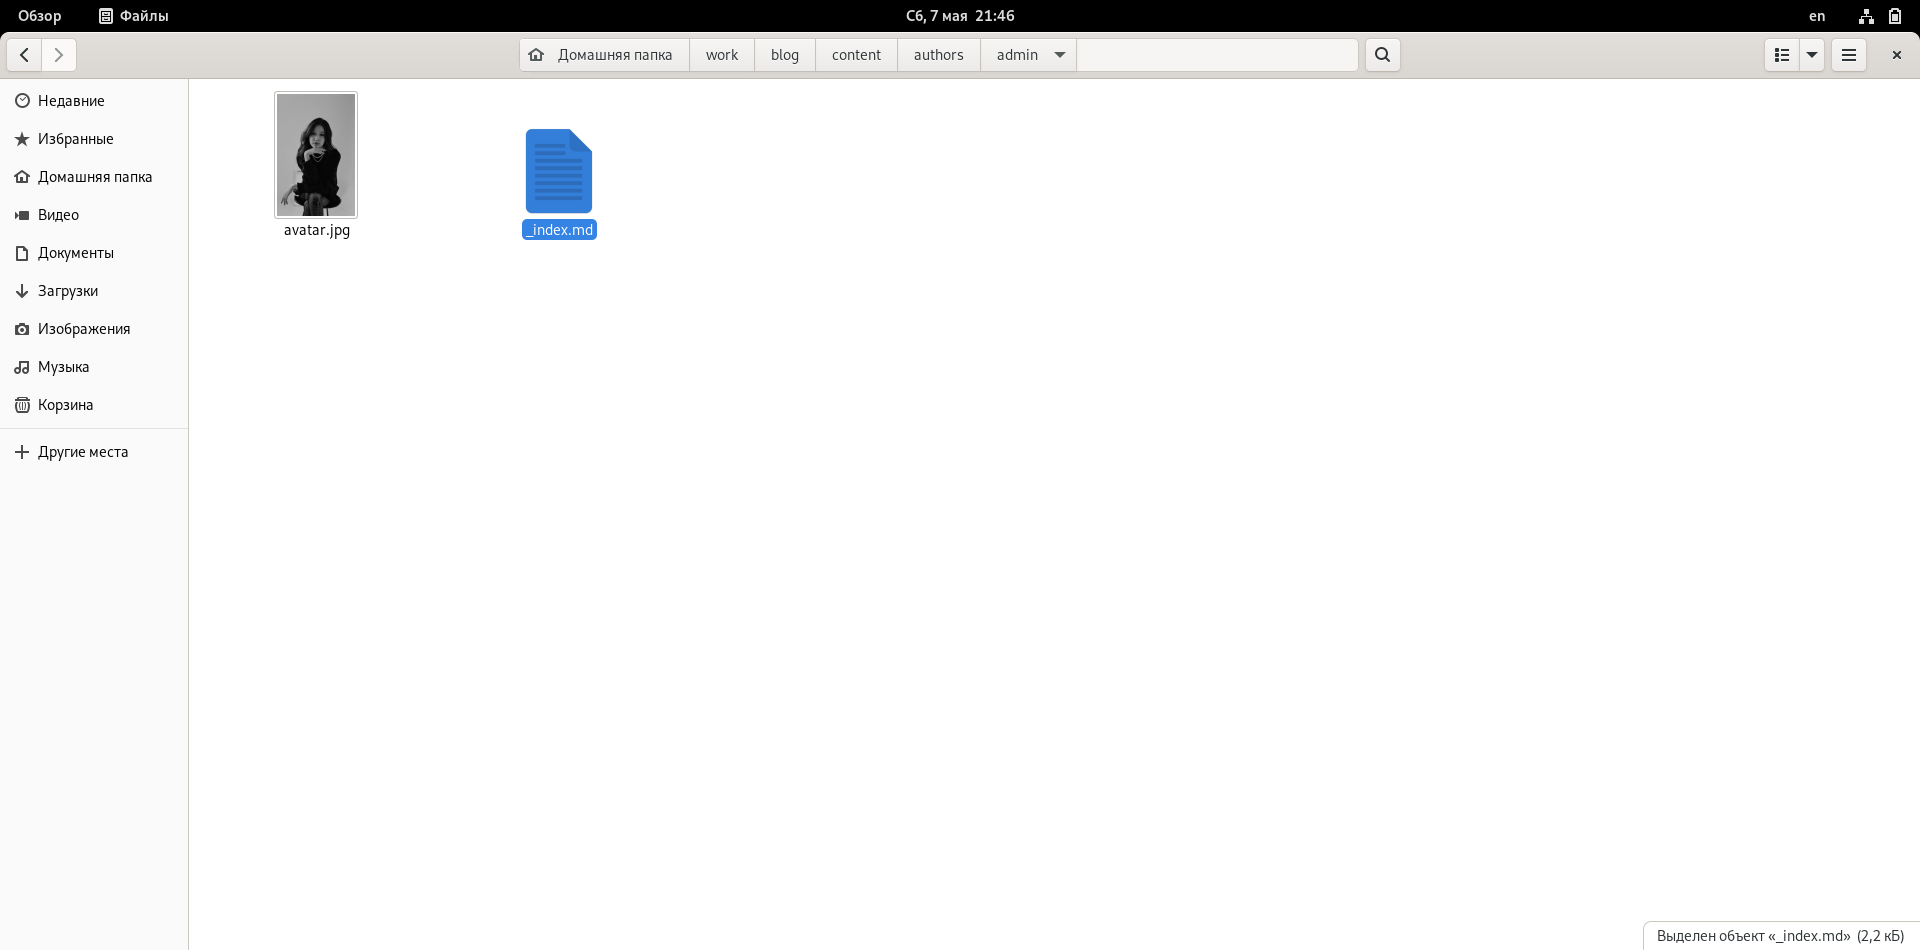 Обзор Файлы Сб, 7 мая 21:46 en
Домашняя папка work blog content authors admin
Недавние
Избранные
Домашняя папка
Видео
Документы
Загрузки
Изображения
Музыка
Корзина
Другие места
avatar.jpg _index.md
Выделен объект «_index.md» (2,2 кБ)